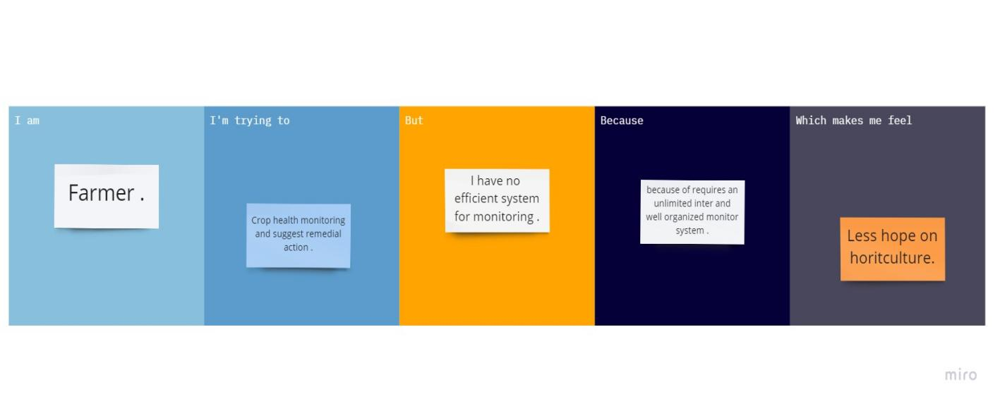 I am
Farmer .
I'm trying to
Crop health monitoring
and suggest remedial
action .
But
I have no
efficient system
for monitoring .
Because
because of requires an
unlimited inter and
well organized monitor
system .
Which makes me feel
Less hope on
horitculture.
miro